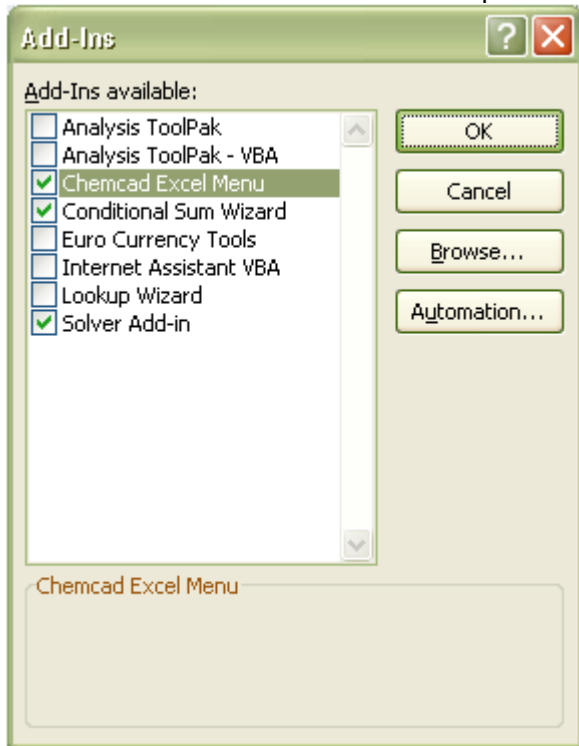 Add-Ins
Add-Ins available:
Analysis ToolPak
Analysis ToolPak - VBA
Chemcad Excel Menu
Conditional Sum Wizard
Euro Currency Tools
Internet Assistant VBA
Lookup Wizard
Solver Add-in
OK
Cancel
Browse...
Automation...
Chemcad Excel Menu